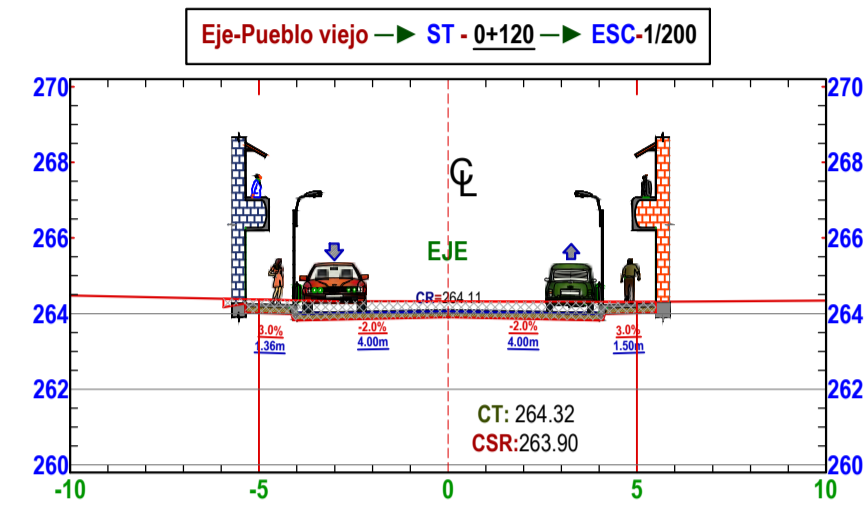 Eje-Pueblo viejo ST - 0+120 ESC-1/200
270 270
268 268
266 266
264 264
262 262
260 260
CL
EJE
CR=264.11
3.0% -2.0% -2.0% 3.0%
1.36m 4.00m 4.00m 1.50m
CT: 264.32
CSR:263.90
-10 -5 0 5 10